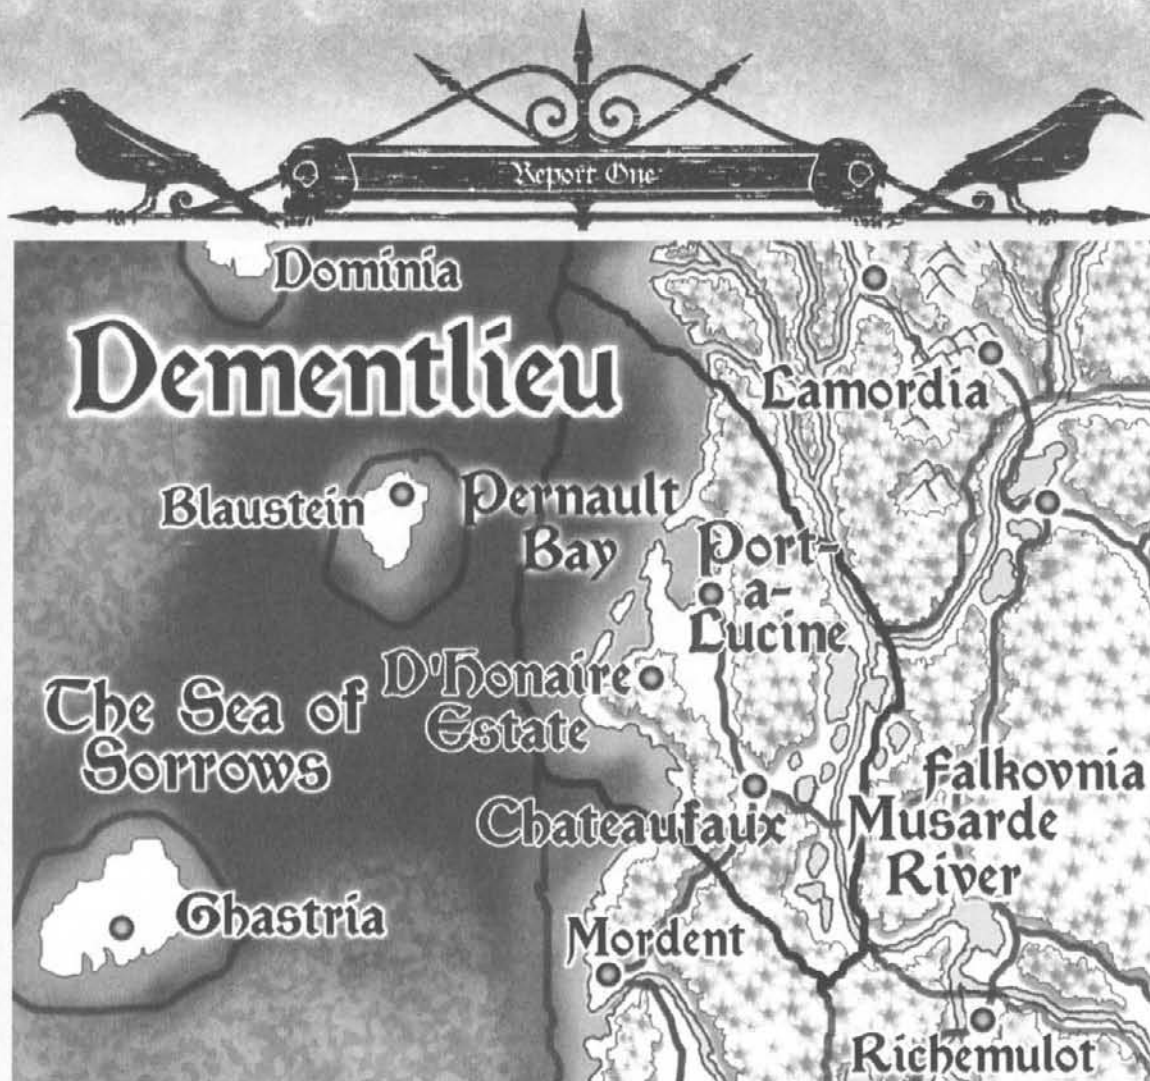 Report One
Dominia
Dementlieu
Lamordia
Blaustein
Pernault
Bay
Port-
a-
Lucine
D'Honaire
Estate
The Sea of
Sorrows
Falkovnia
Chateaufaux
Musarde
River
Ghastria
Mordent
Richemulot